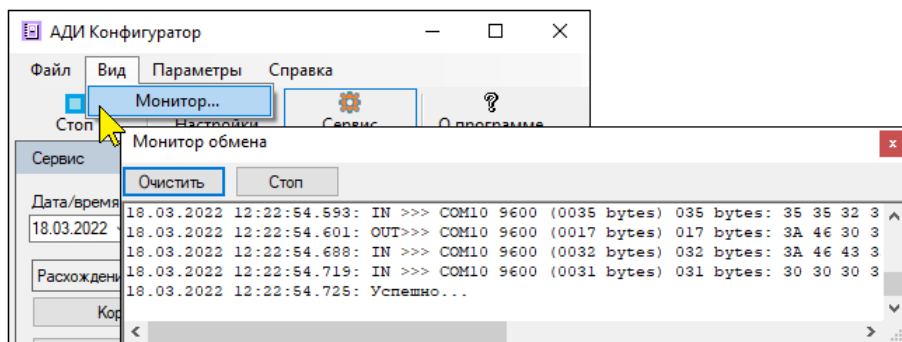 АДИ Конфигуратор
Файл Вид Параметры Справка
Монитор...
Стоп Настройки Сервис О программе
Монитор обмена
Сервис
Очистить Стоп
Дата/время
18.03.2022
18.03.2022 12:22:54.593: IN >>> COM10 9600 (0035 bytes) 035 bytes: 35 35 32 3
18.03.2022 12:22:54.601: OUT>>> COM10 9600 (0017 bytes) 017 bytes: 3A 46 30 3
18.03.2022 12:22:54.688: IN >>> COM10 9600 (0032 bytes) 032 bytes: 3A 46 43 3
18.03.2022 12:22:54.719: IN >>> COM10 9600 (0031 bytes) 031 bytes: 30 30 30 3
18.03.2022 12:22:54.725: Успешно...
Расхождени
Кор